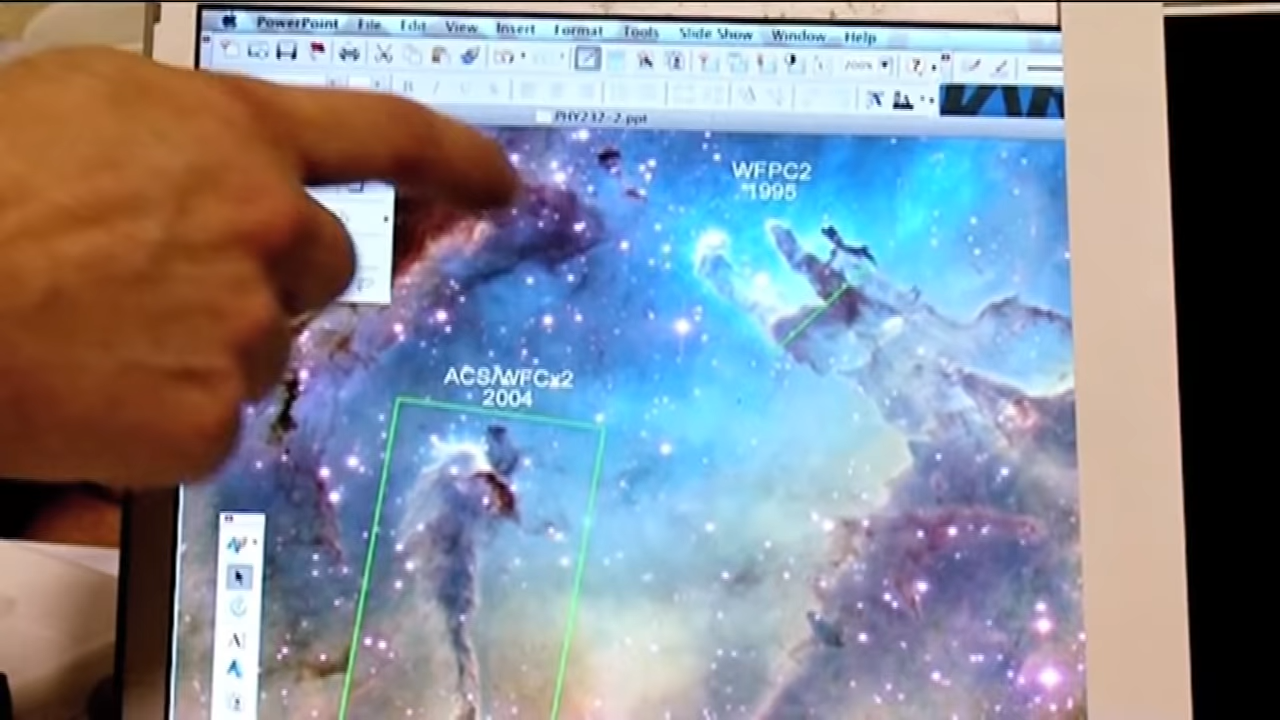 PowerPoint File Edit View Insert Format Tools Slide Show Window Help
200%
PHY232-2.ppt
WFPC2
1995
ACS/WFCx2
2004